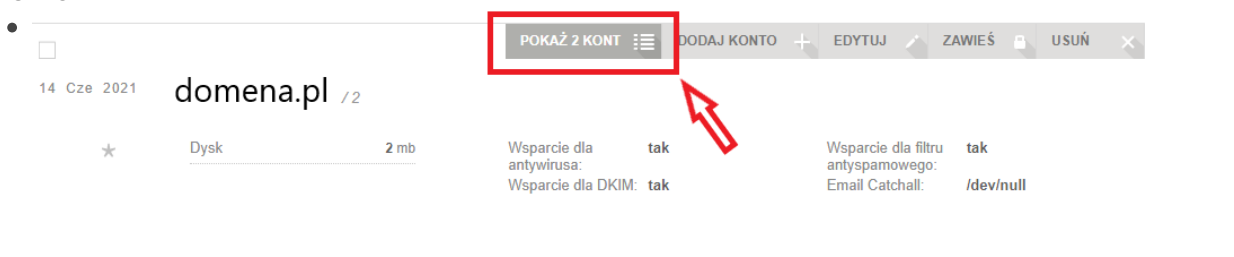 POKAŻ 2 KONT DODAJ KONTO EDYTUJ ZAWIEŚ USUŃ
14 Cze 2021 domena.pl /2
Dysk 2 mb
Wsparcie dla antywirusa: tak
Wsparcie dla DKIM: tak
Wsparcie dla filtru antyspamowego: tak
Email Catchall: /dev/null